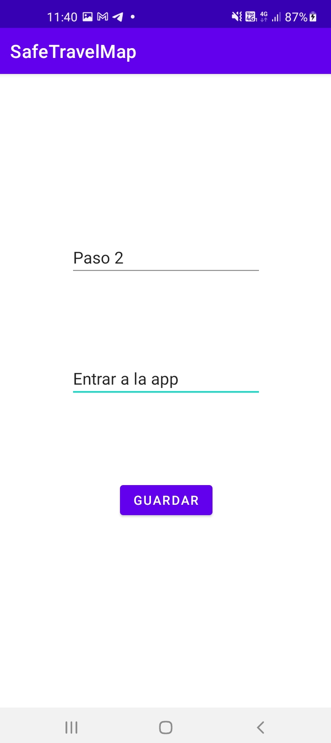 11:40
87%
SafeTravelMap
Paso 2
Entrar a la app
GUARDAR